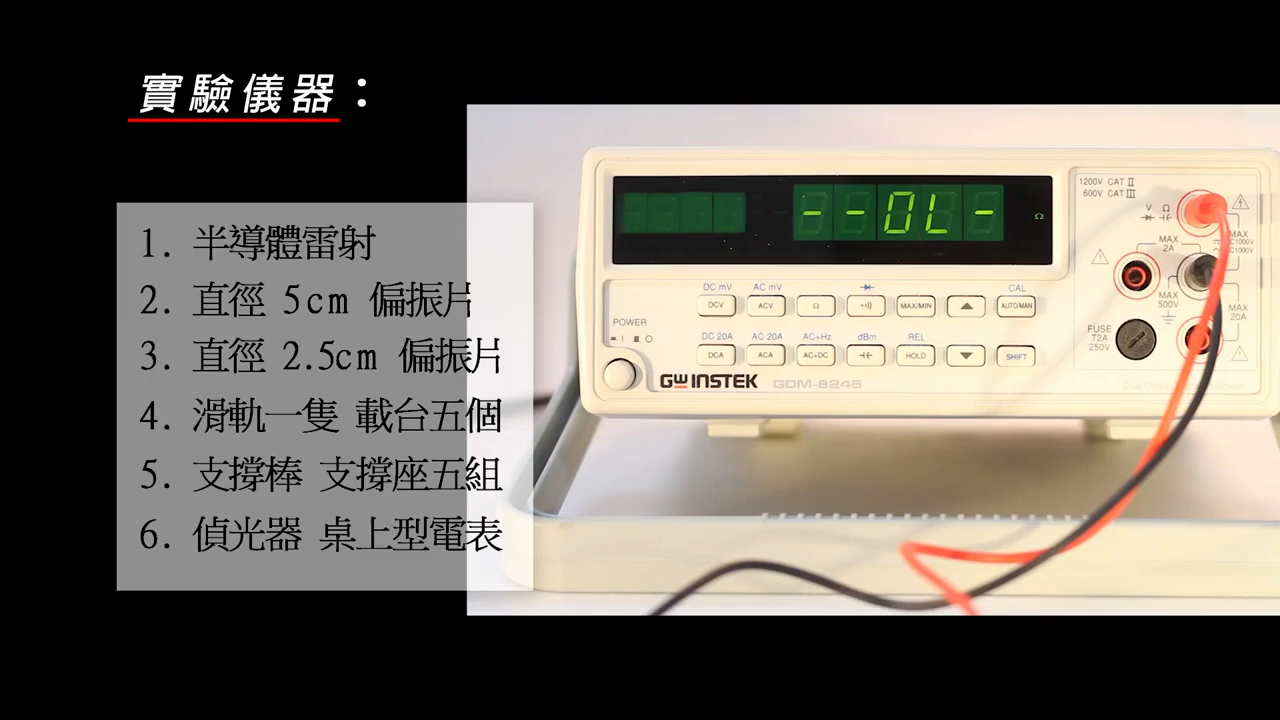 實驗儀器：
1. 半導體雷射
2. 直徑 5cm 偏振片
3. 直徑 2.5cm 偏振片
4. 滑軌一隻 載台五個
5. 支撐棒 支撐座五組
6. 偵光器 桌上型電表
--OL-
Ω
1200V CAT II
600V CAT III
V Ω
MAX 2A
MAX
1000V
1000V
MAX 500V
MAX 20A
FUSE T2A 250V
POWER
DC mV AC mV CAL
DCV ACV Ω MAX/MIN AUTO/MAN
DC 20A AC 20A AC+Hz dBm REL
DCA ACA AC+DC HOLD SHIFT
GW INSTEK GDM-8245